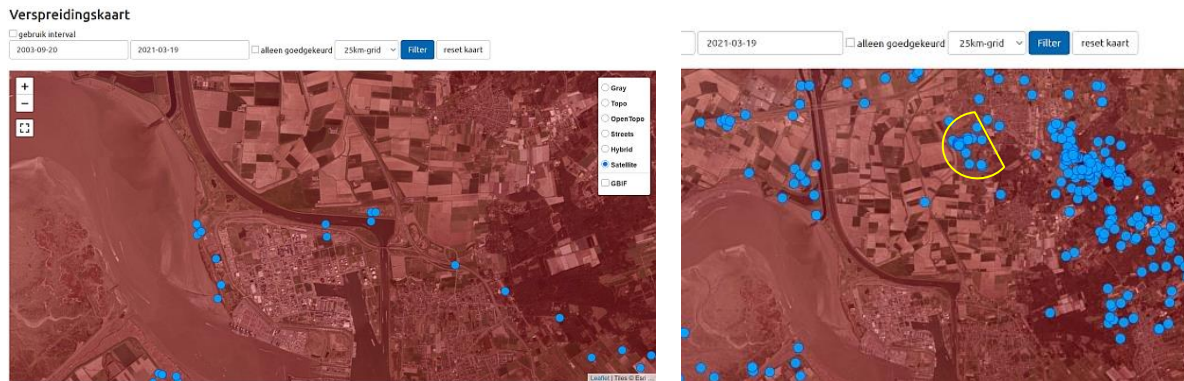 Verspreidingskaart
gebruik interval
2003-09-20 2021-03-19 alleen goedgekeurd 25km-grid Filter reset kaart
+
−
Gray
Topo
OpenTopo
Streets
Hybrid
Satellite
GBIF
Leaflet | Tiles © Esri ...
2021-03-19 alleen goedgekeurd 25km-grid Filter reset kaart